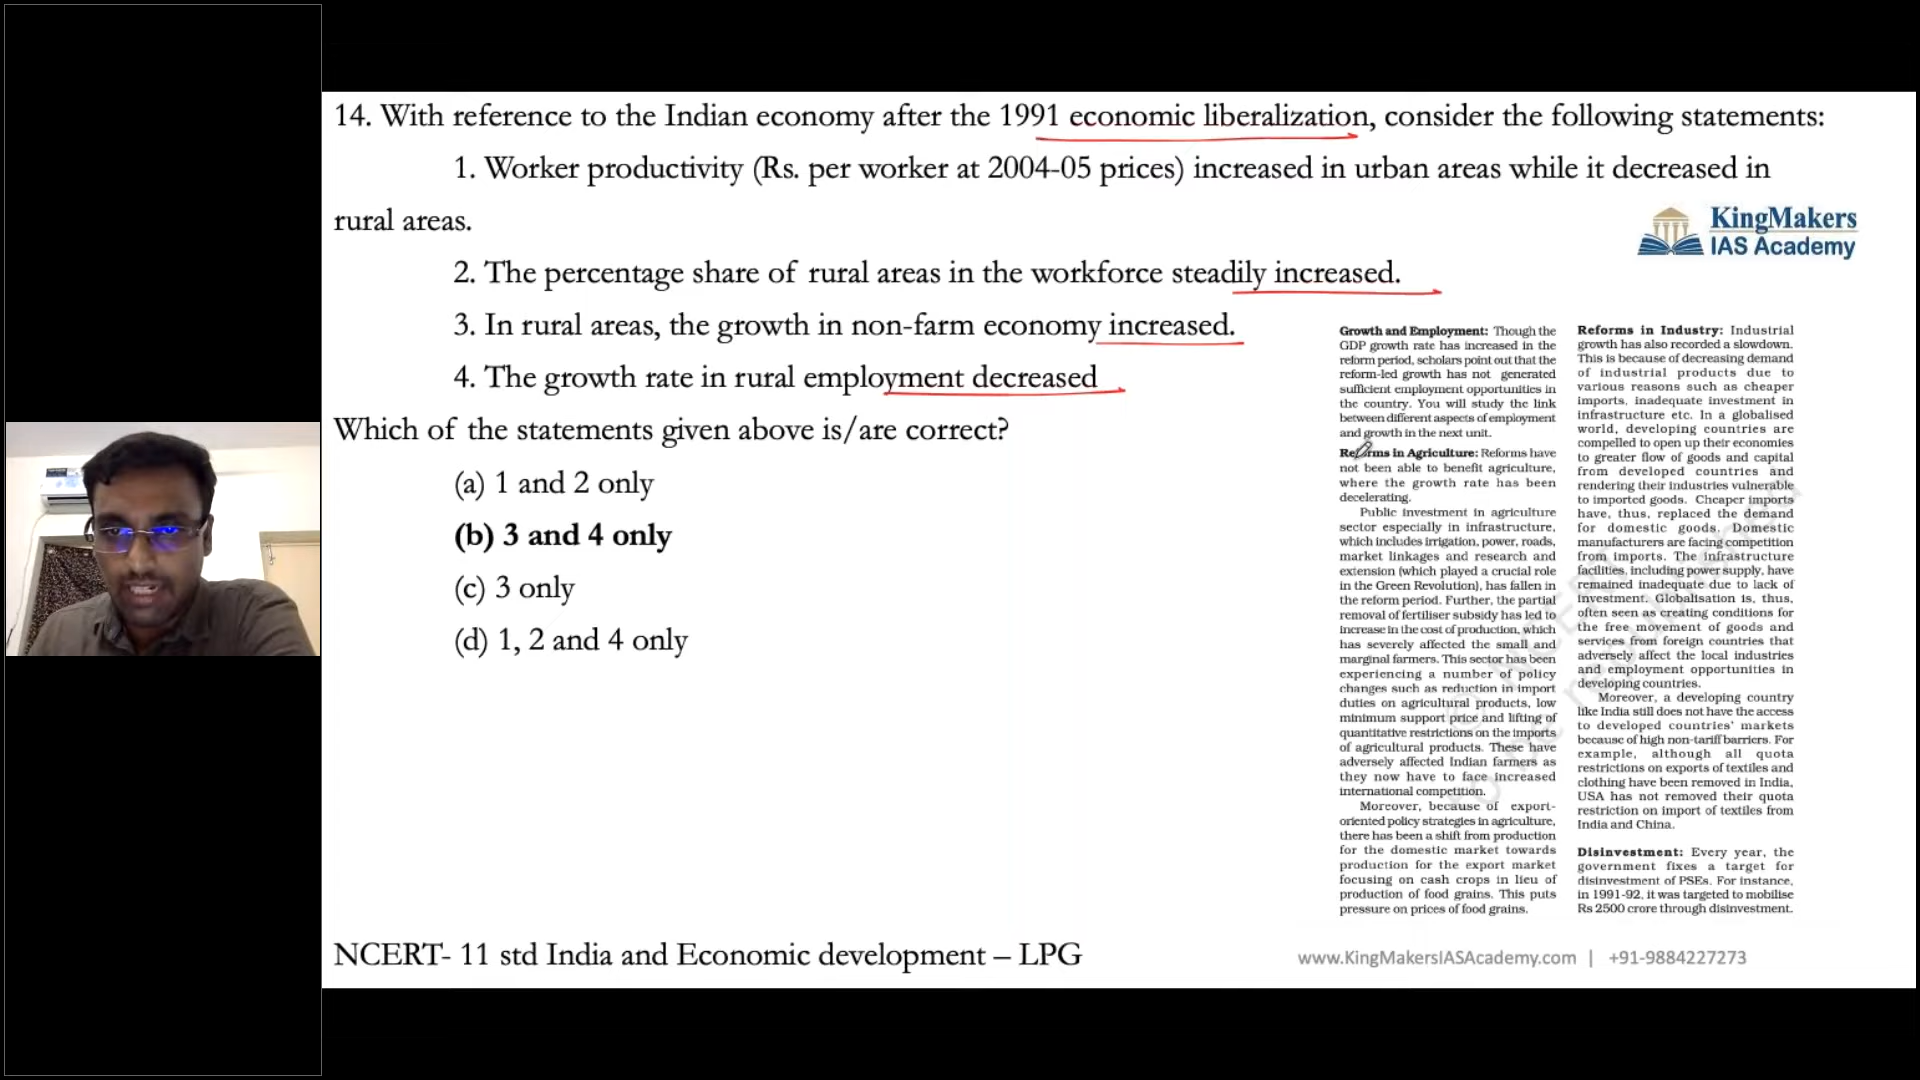 14. With reference to the Indian economy after the 1991 economic liberalization, consider the following statements:
1. Worker productivity (Rs. per worker at 2004-05 prices) increased in urban areas while it decreased in
rural areas.
KingMakers
IAS Academy
2. The percentage share of rural areas in the workforce steadily increased.
3. In rural areas, the growth in non-farm economy increased.
4. The growth rate in rural employment decreased
Which of the statements given above is/are correct?
(a) 1 and 2 only
(b) 3 and 4 only
(c) 3 only
(d) 1, 2 and 4 only
Growth and Employment: Though the
GDP growth rate has increased in the
reform period, scholars point out that the
reform-led growth has not generated
sufficient employment opportunities in
the country. You will study the link
between different aspects of employment
and growth in the next unit.
Reforms in Agriculture: Reforms have
not been able to benefit agriculture,
where the growth rate has been
decelerating.
Public investment in agriculture
sector especially in infrastructure,
which includes irrigation, power, roads,
market linkages and research and
extension (which played a crucial role
in the Green Revolution), has fallen in
the reform period. Further, the partial
removal of fertiliser subsidy has led to
increase in the cost of production, which
has severely affected the small and
marginal farmers. This sector has been
experiencing a number of policy
changes such as reduction in import
duties on agricultural products, low
minimum support price and lifting of
quantitative restrictions on the imports
of agricultural products. These have
adversely affected Indian farmers as
they now have to face increased
international competition.
Moreover, because of export-
oriented policy strategies in agriculture,
there has been a shift from production
for the domestic market towards
production for the export market
focusing on cash crops in lieu of
production of food grains. This puts
pressure on prices of food grains.
Reforms in Industry: Industrial
growth has also recorded a slowdown.
This is because of decreasing demand
of industrial products due to
various reasons such as cheaper
imports, inadequate investment in
infrastructure etc. In a globalised
world, developing countries are
compelled to open up their economies
to greater flow of goods and capital
from developed countries and
rendering their industries vulnerable
to imported goods. Cheaper imports
have, thus, replaced the demand
for domestic goods. Domestic
manufacturers are facing competition
from imports. The infrastructure
facilities, including power supply, have
remained inadequate due to lack of
investment. Globalisation is, thus,
often seen as creating conditions for
the free movement of goods and
services from foreign countries that
adversely affect the local industries
and employment opportunities in
developing countries.
Moreover, a developing country
like India still does not have the access
to developed countries' markets
because of high non-tariff barriers. For
example, although all quota
restrictions on exports of textiles and
clothing have been removed in India,
USA has not removed their quota
restriction on import of textiles from
India and China.
Disinvestment: Every year, the
government fixes a target for
disinvestment of PSEs. For instance,
in 1991-92, it was targeted to mobilise
Rs 2500 crore through disinvestment.
NCERT- 11 std India and Economic development – LPG
www.KingMakersIASAcademy.com | +91-9884227273